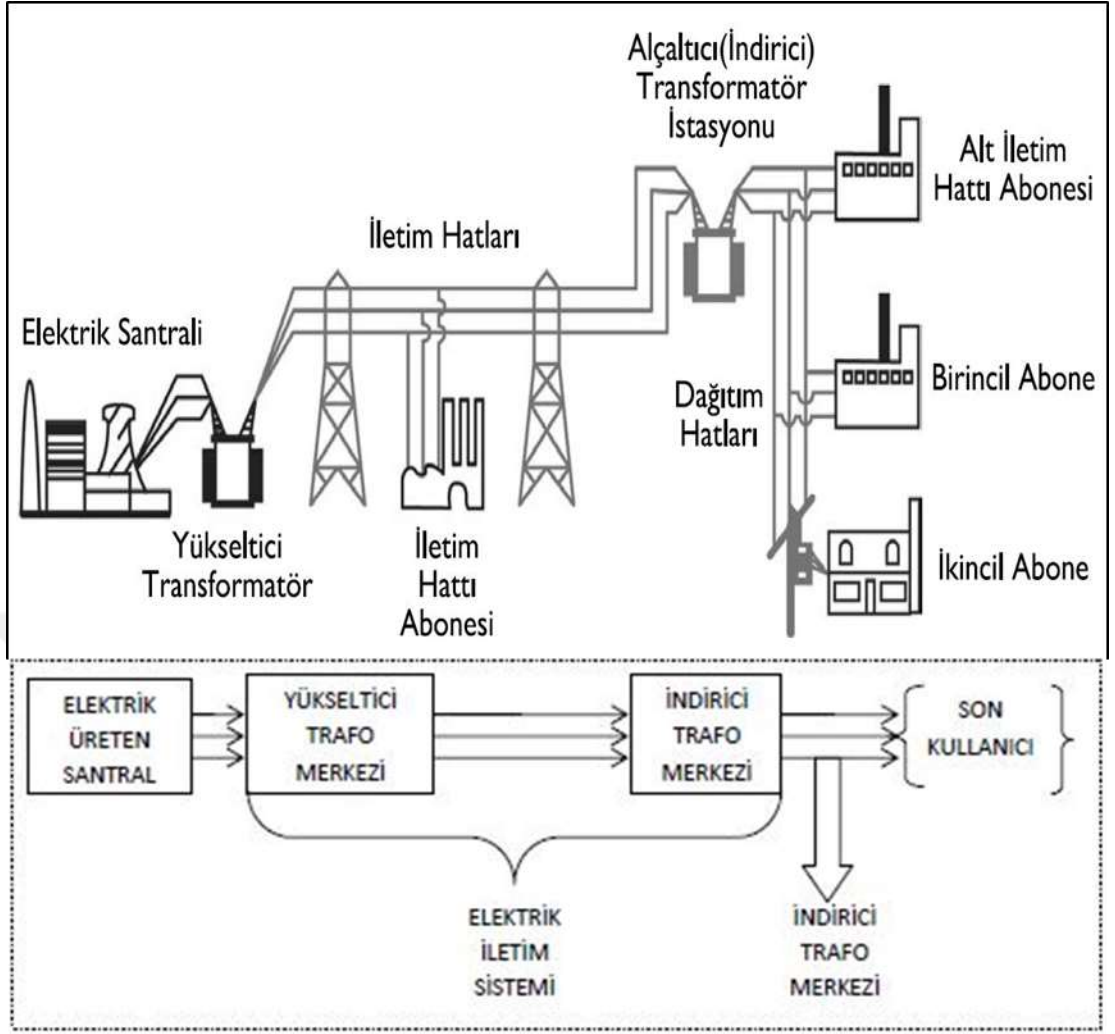 Alçaltıcı(İndirici)
Transformatör
İstasyonu
Alt İletim
Hattı Abonesi
İletim Hatları
Elektrik Santrali
Dağıtım
Hatları
Birincil Abone
Yükseltici
Transformatör
İletim
Hattı
Abonesi
İkincil Abone
ELEKTRİK
ÜRETEN
SANTRAL
YÜKSELTİCİ
TRAFO
MERKEZİ
İNDİRİCİ
TRAFO
MERKEZİ
SON
KULLANICI
ELEKTRİK
İLETİM
SİSTEMİ
İNDİRİCİ
TRAFO
MERKEZİ